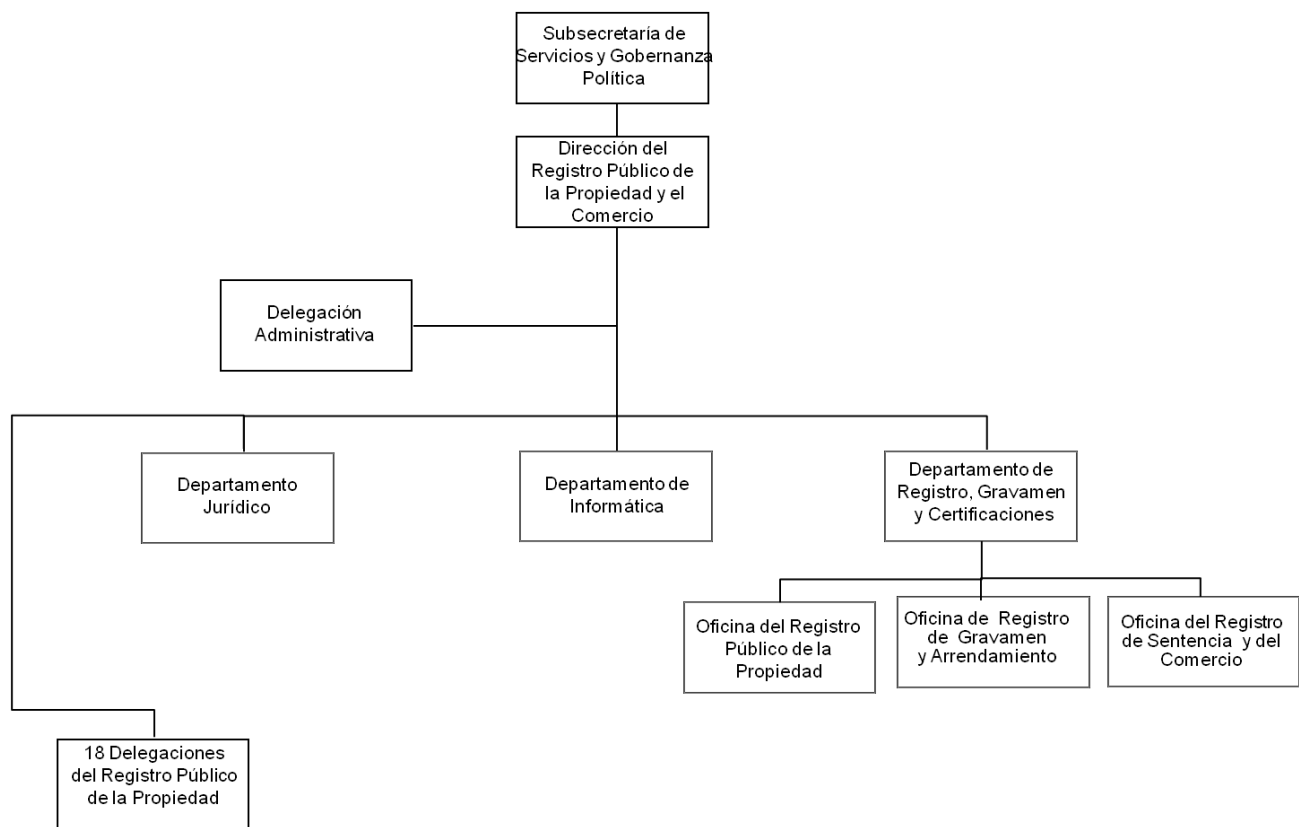 Subsecretaría de
Servicios y Gobernanza
Política
Dirección del
Registro Público de
la Propiedad y el
Comercio
Delegación
Administrativa
Departamento
Jurídico
Departamento de
Informática
Departamento de
Registro, Gravamen
y Certificaciones
Oficina del Registro
Público de la
Propiedad
Oficina de Registro
de Gravamen
y Arrendamiento
Oficina del Registro
de Sentencia y del
Comercio
18 Delegaciones
del Registro Público
de la Propiedad